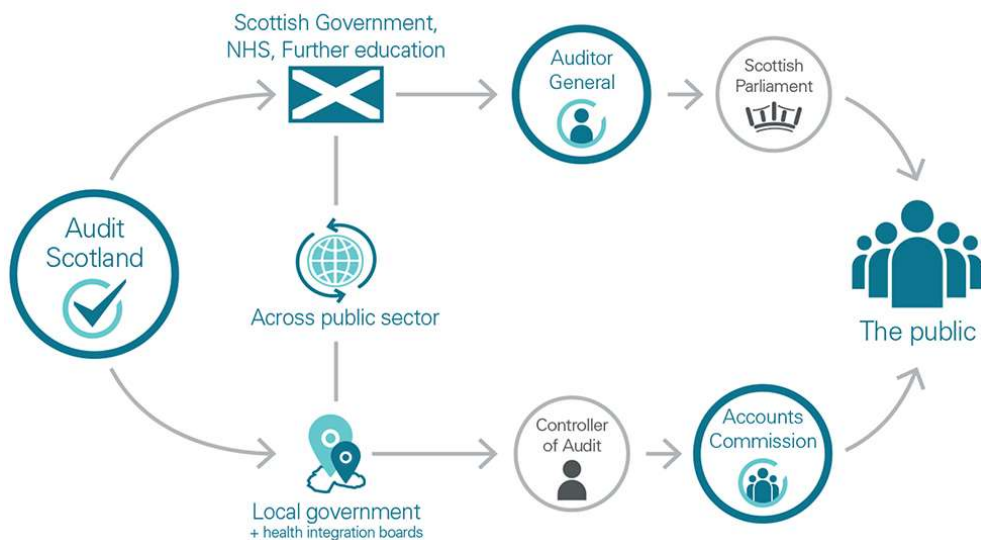 Scottish Government,
NHS, Further education
Auditor
General
Scottish
Parliament
Audit
Scotland
Across public sector
The public
Local government
+ health integration boards
Controller
of Audit
Accounts
Commission